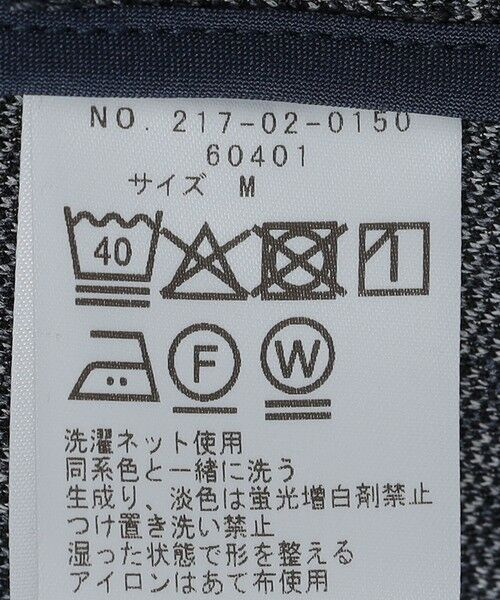 NO. 217-02-0150
60401
サイズ M
40
F W
洗濯ネット使用
同系色と一緒に洗う
生成り、淡色は蛍光増白剤禁止
つけ置き洗い禁止
湿った状態で形を整える
アイロンはあて布使用